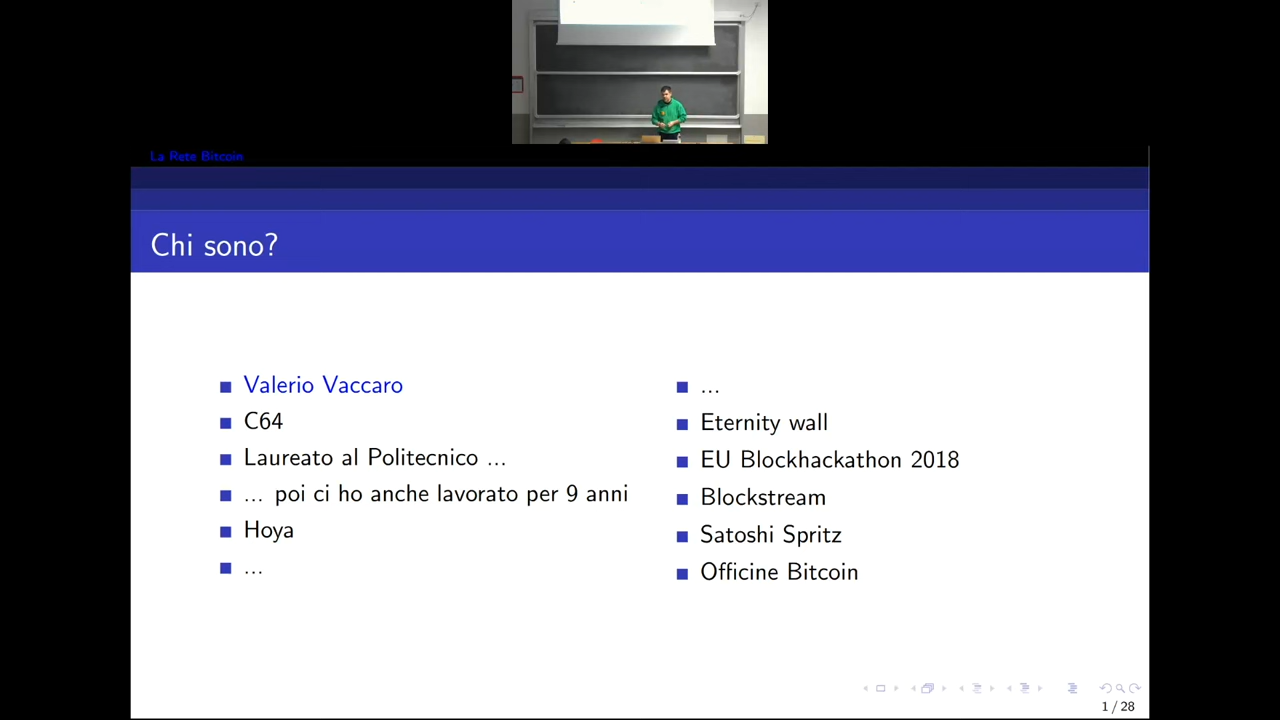 La Rete Bitcoin
Chi sono?
Valerio Vaccaro
C64
Laureato al Politecnico ...
... poi ci ho anche lavorato per 9 anni
Hoya
...
...
Eternity wall
EU Blockhackathon 2018
Blockstream
Satoshi Spritz
Officine Bitcoin
1 / 28